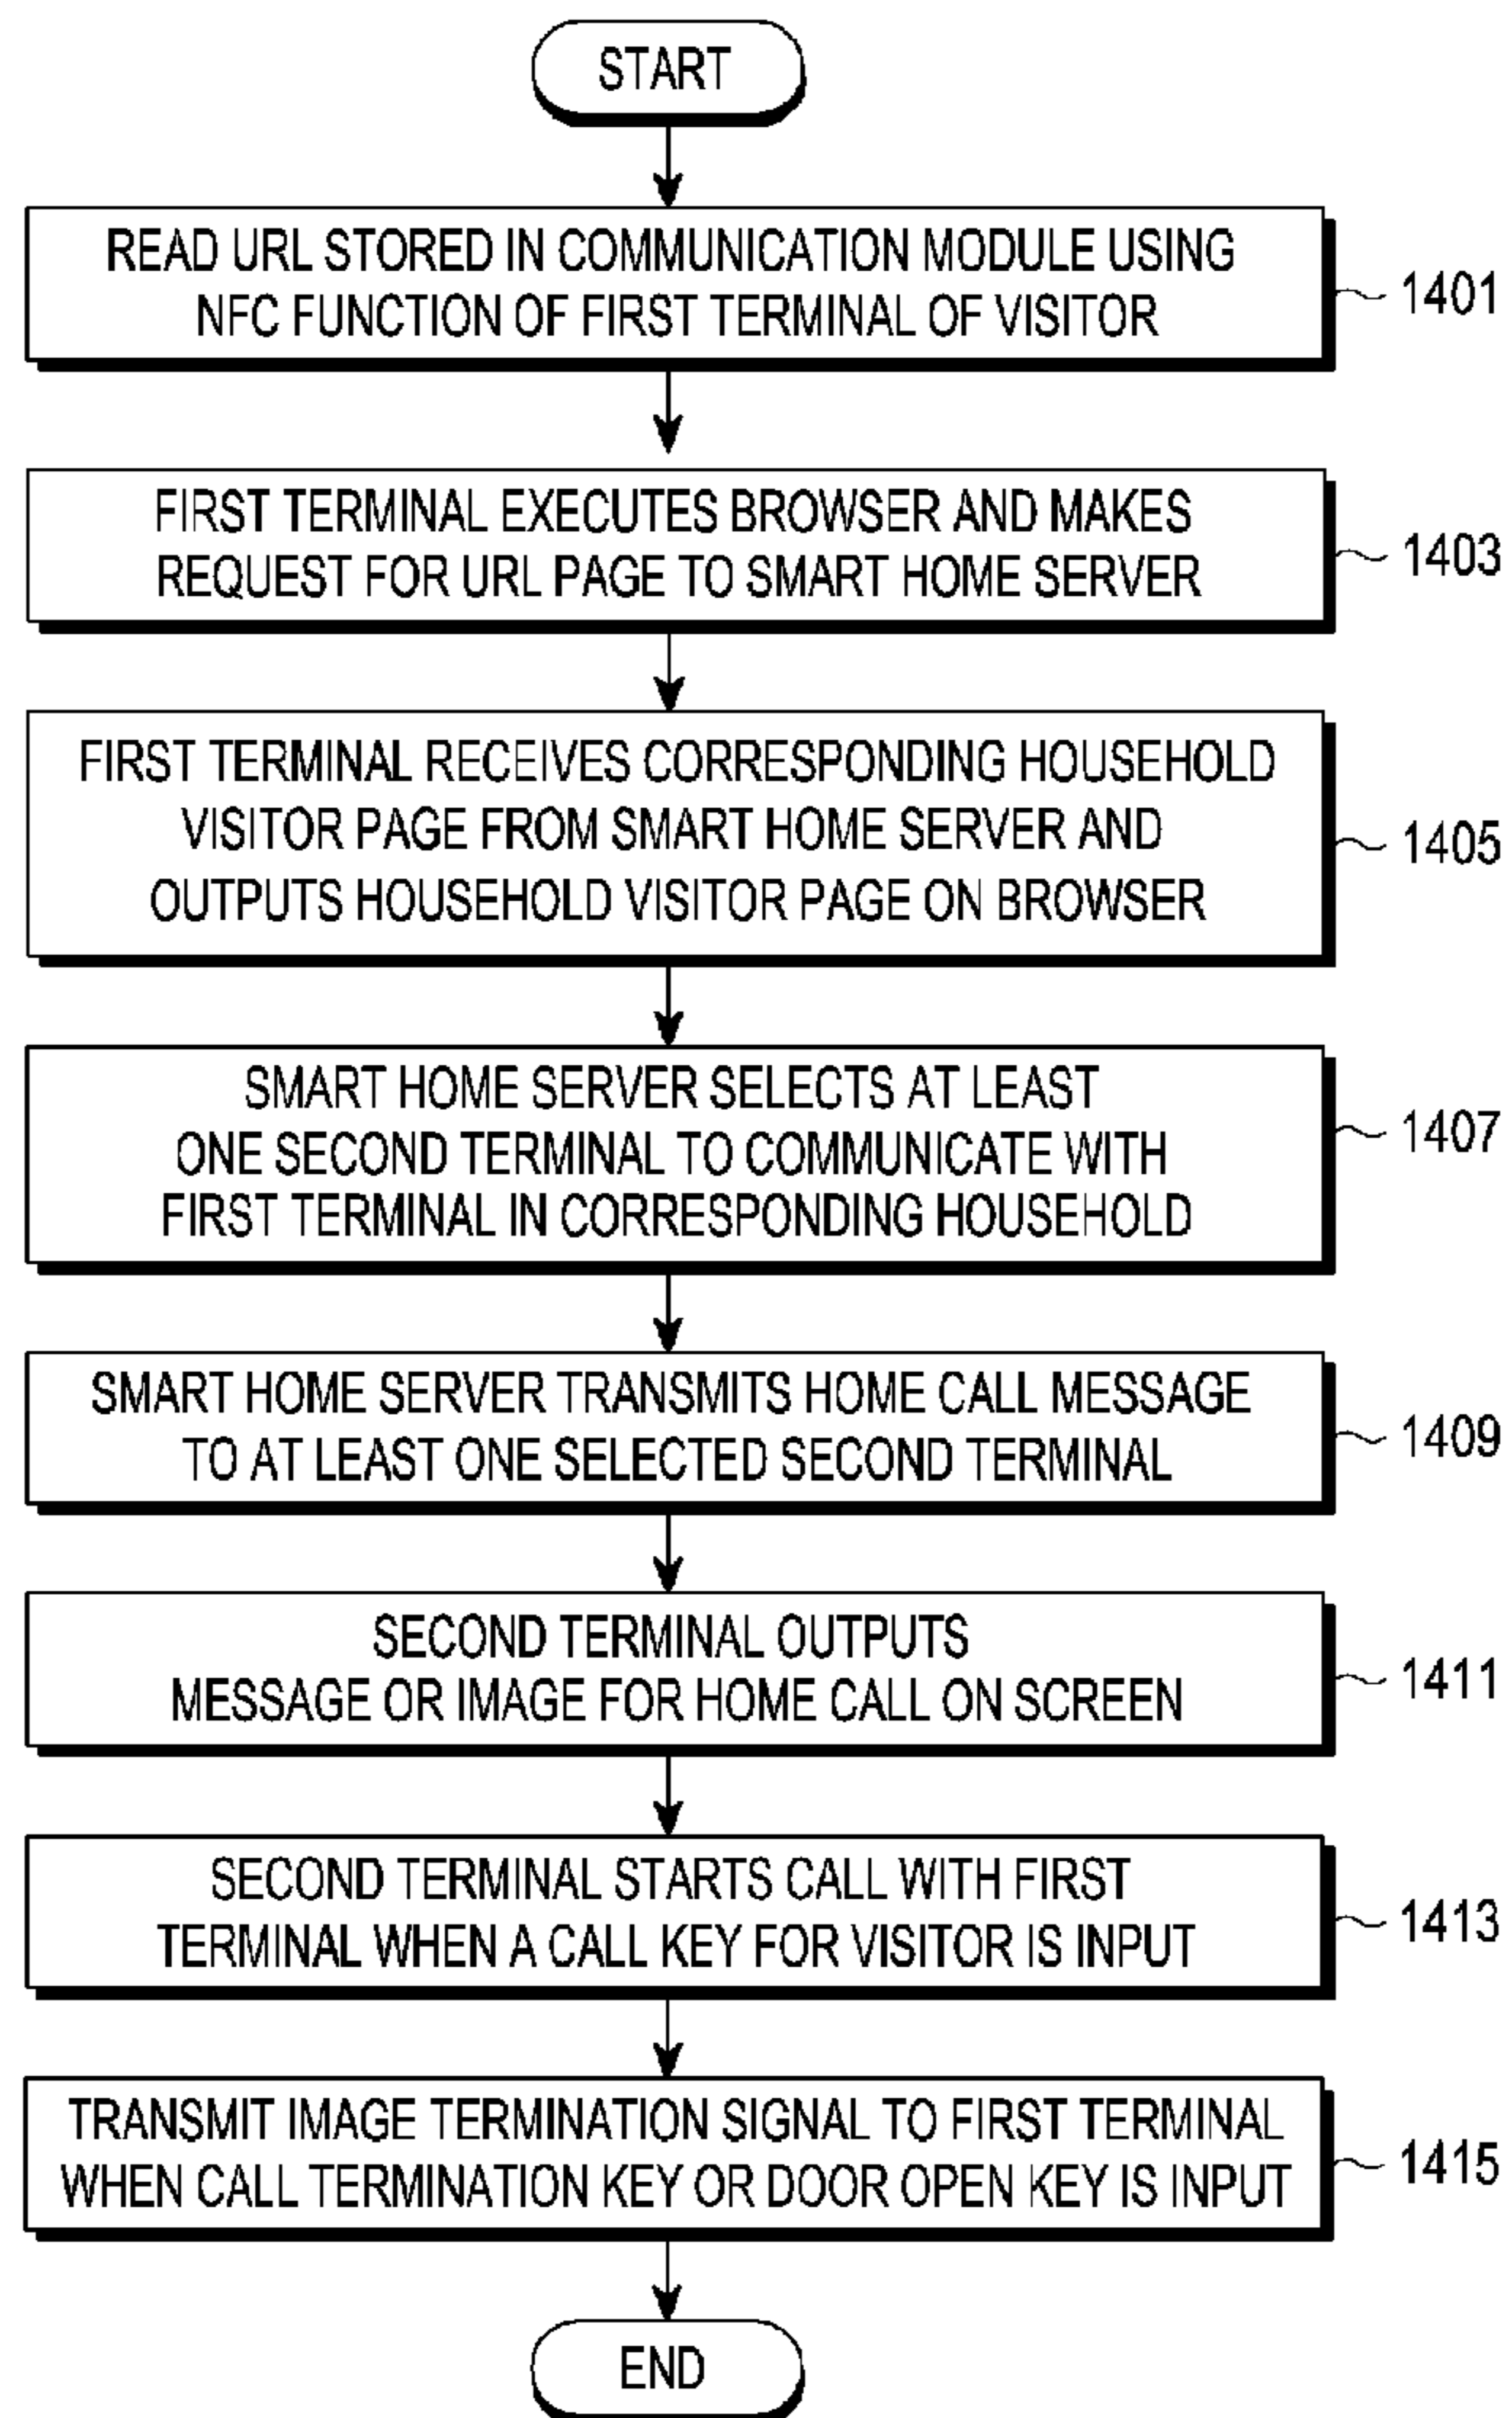 START
READ URL STORED IN COMMUNICATION MODULE USING
NFC FUNCTION OF FIRST TERMINAL OF VISITOR
1401
FIRST TERMINAL EXECUTES BROWSER AND MAKES
REQUEST FOR URL PAGE TO SMART HOME SERVER
1403
FIRST TERMINAL RECEIVES CORRESPONDING HOUSEHOLD
VISITOR PAGE FROM SMART HOME SERVER AND
OUTPUTS HOUSEHOLD VISITOR PAGE ON BROWSER
1405
SMART HOME SERVER SELECTS AT LEAST
ONE SECOND TERMINAL TO COMMUNICATE WITH
FIRST TERMINAL IN CORRESPONDING HOUSEHOLD
1407
SMART HOME SERVER TRANSMITS HOME CALL MESSAGE
TO AT LEAST ONE SELECTED SECOND TERMINAL
1409
SECOND TERMINAL OUTPUTS
MESSAGE OR IMAGE FOR HOME CALL ON SCREEN
1411
SECOND TERMINAL STARTS CALL WITH FIRST
TERMINAL WHEN A CALL KEY FOR VISITOR IS INPUT
1413
TRANSMIT IMAGE TERMINATION SIGNAL TO FIRST TERMINAL
WHEN CALL TERMINATION KEY OR DOOR OPEN KEY IS INPUT
1415
END